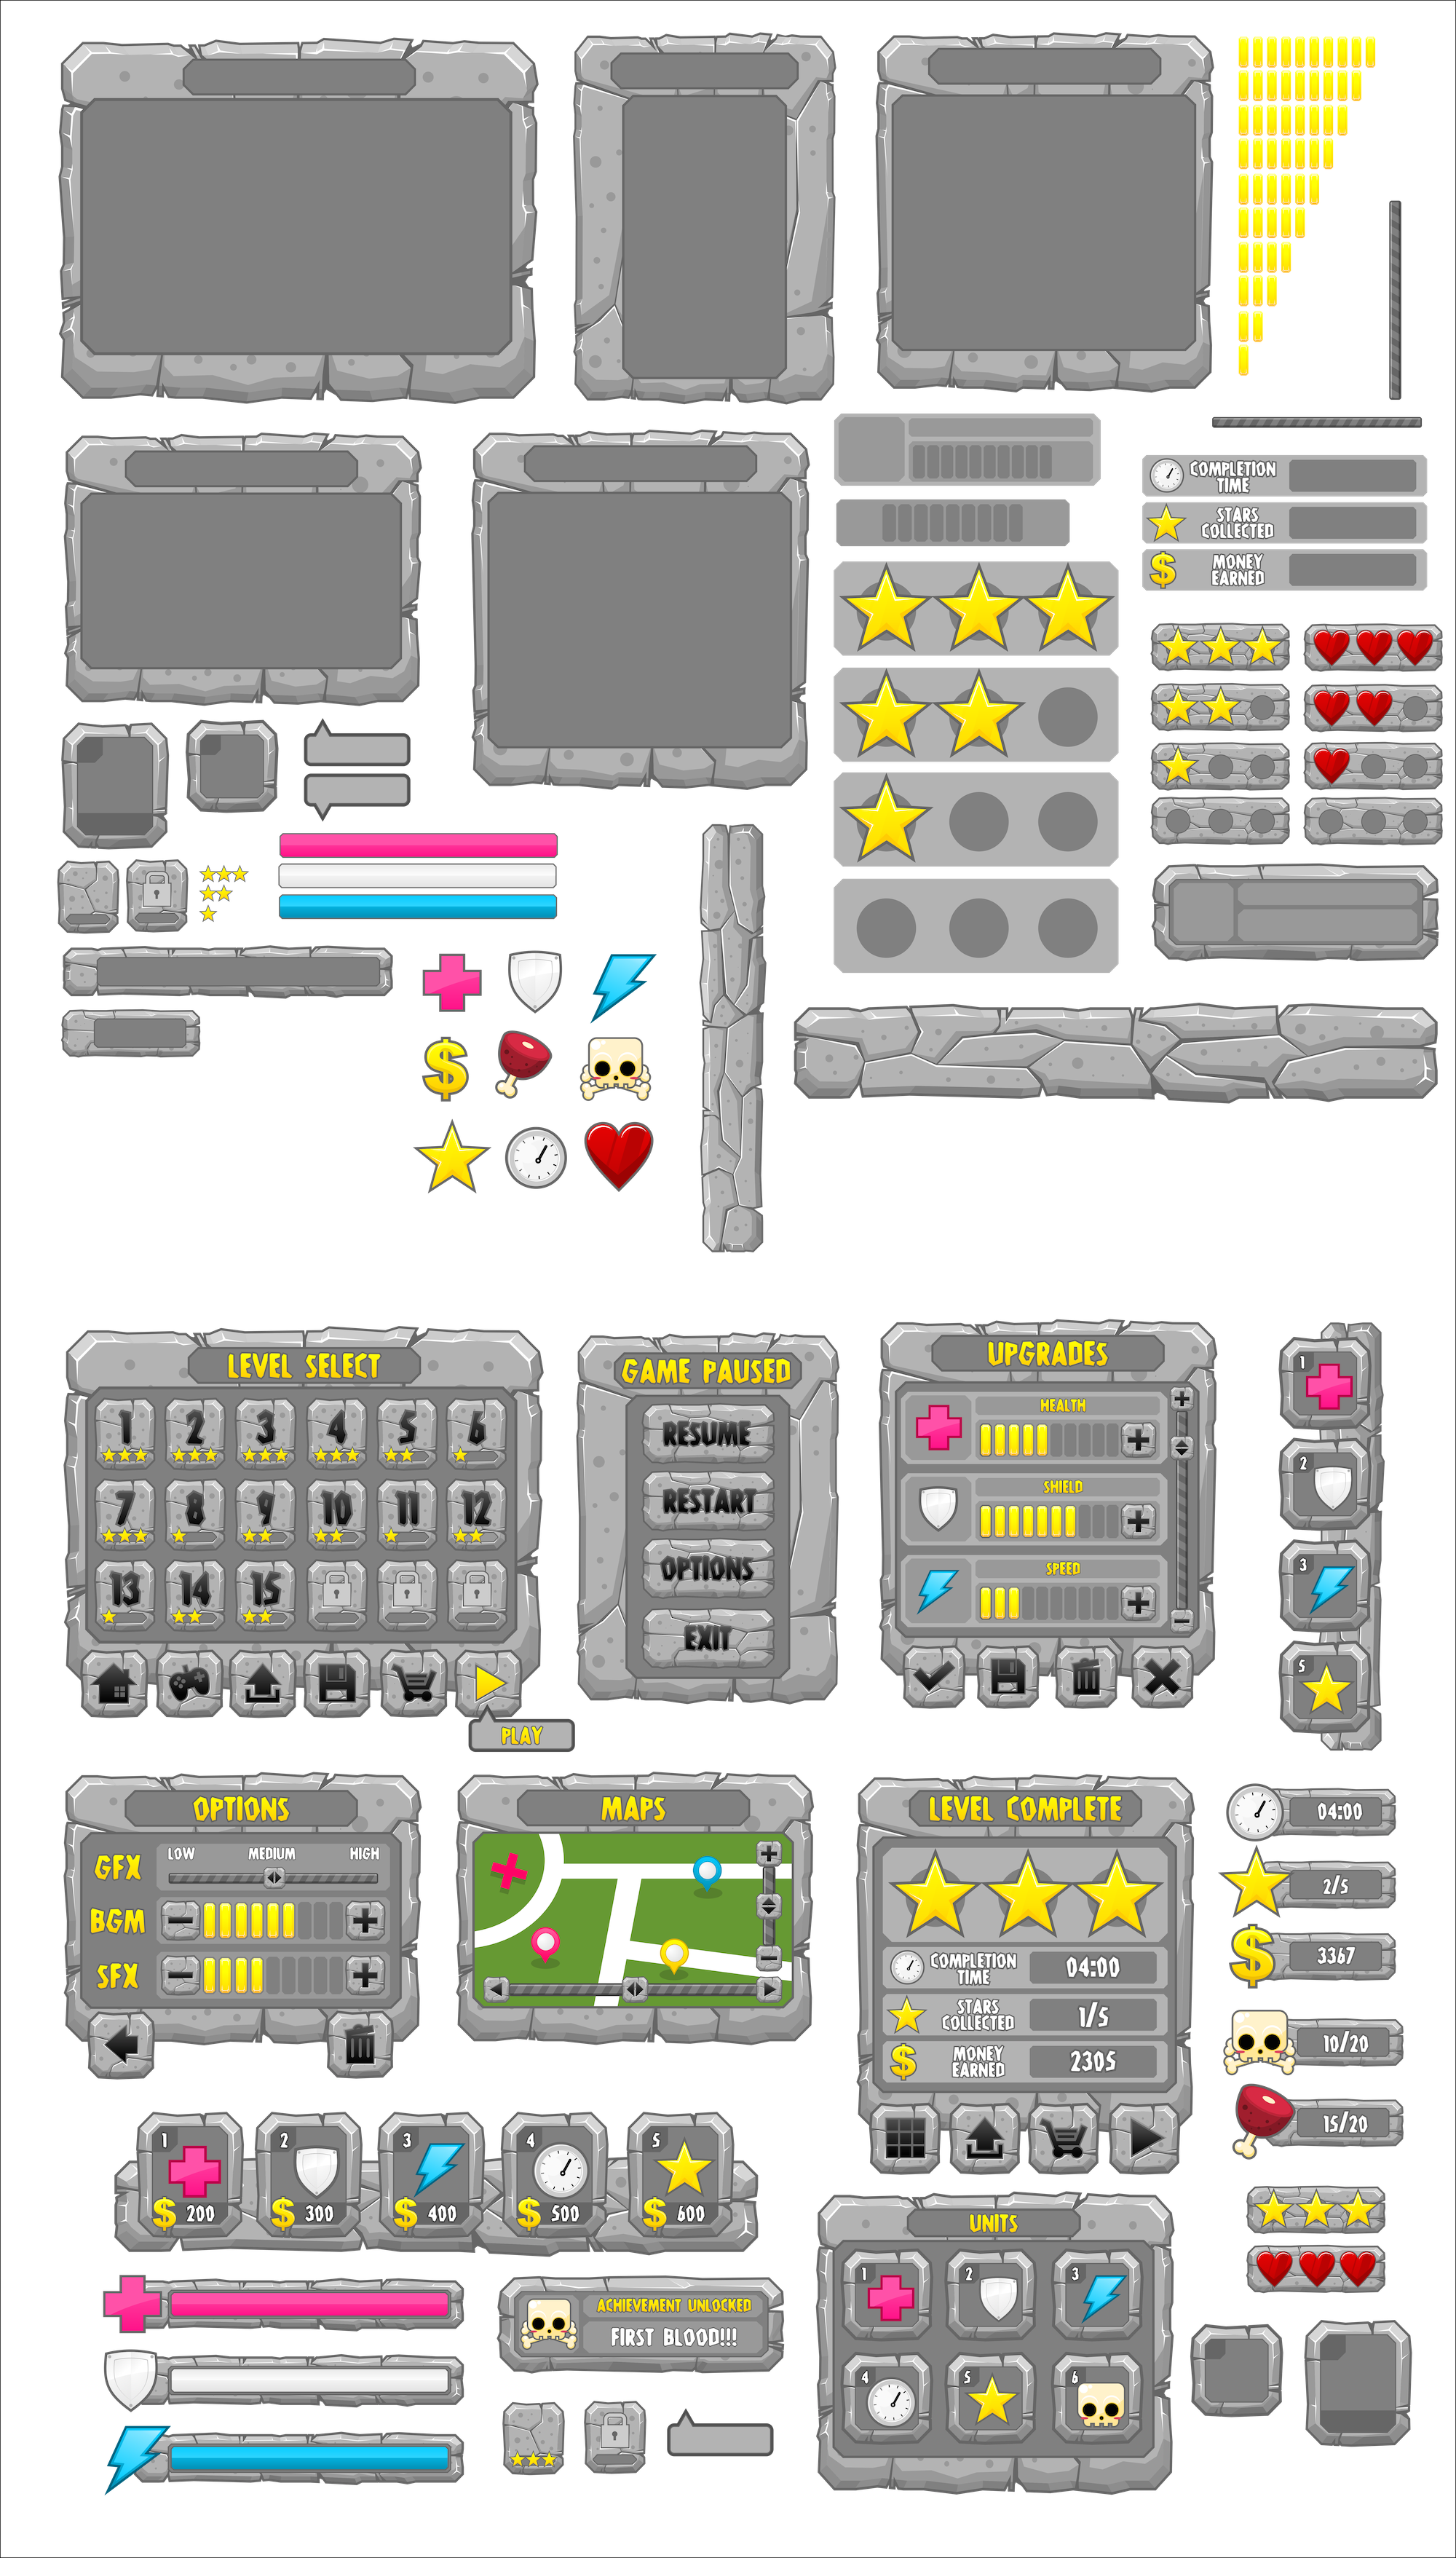 COMPLETION
TIME
STARS
COLLECTED
MONEY
EARNED
LEVEL SELECT
1 2 3 4 5 6
7 8 9 10 11 12
13 14 15
PLAY
GAME PAUSED
RESUME
RESTART
OPTIONS
EXIT
UPGRADES
HEALTH
SHIELD
SPEED
1
2
3
5
OPTIONS
LOW MEDIUM HIGH
GFX
BGM
SFX
MAPS
LEVEL COMPLETE
COMPLETION
TIME
04:00
STARS
COLLECTED
1/5
MONEY
EARNED
2305
04:00
2/5
3367
10/20
15/20
1 2 3 4 5
$ 200 $ 300 $ 400 $ 500 $ 600
ACHIEVEMENT UNLOCKED
FIRST BLOOD!!!
UNITS
1 2 3
4 5 6